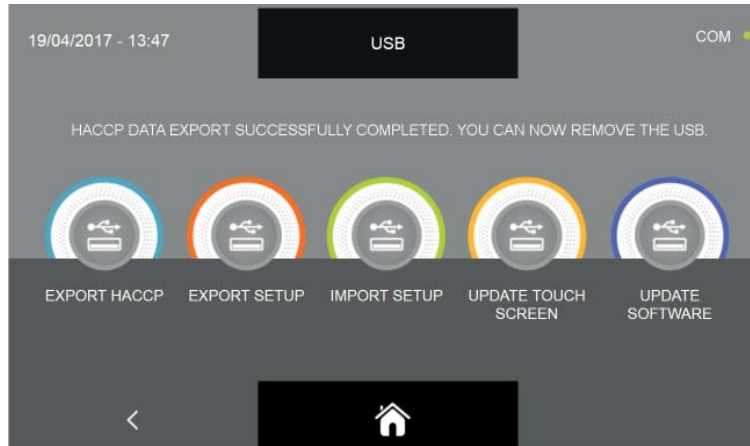 19/04/2017 - 13:47
USB
COM
HACCP DATA EXPORT SUCCESSFULLY COMPLETED. YOU CAN NOW REMOVE THE USB.
EXPORT HACCP
EXPORT SETUP
IMPORT SETUP
UPDATE TOUCH
SCREEN
UPDATE
SOFTWARE